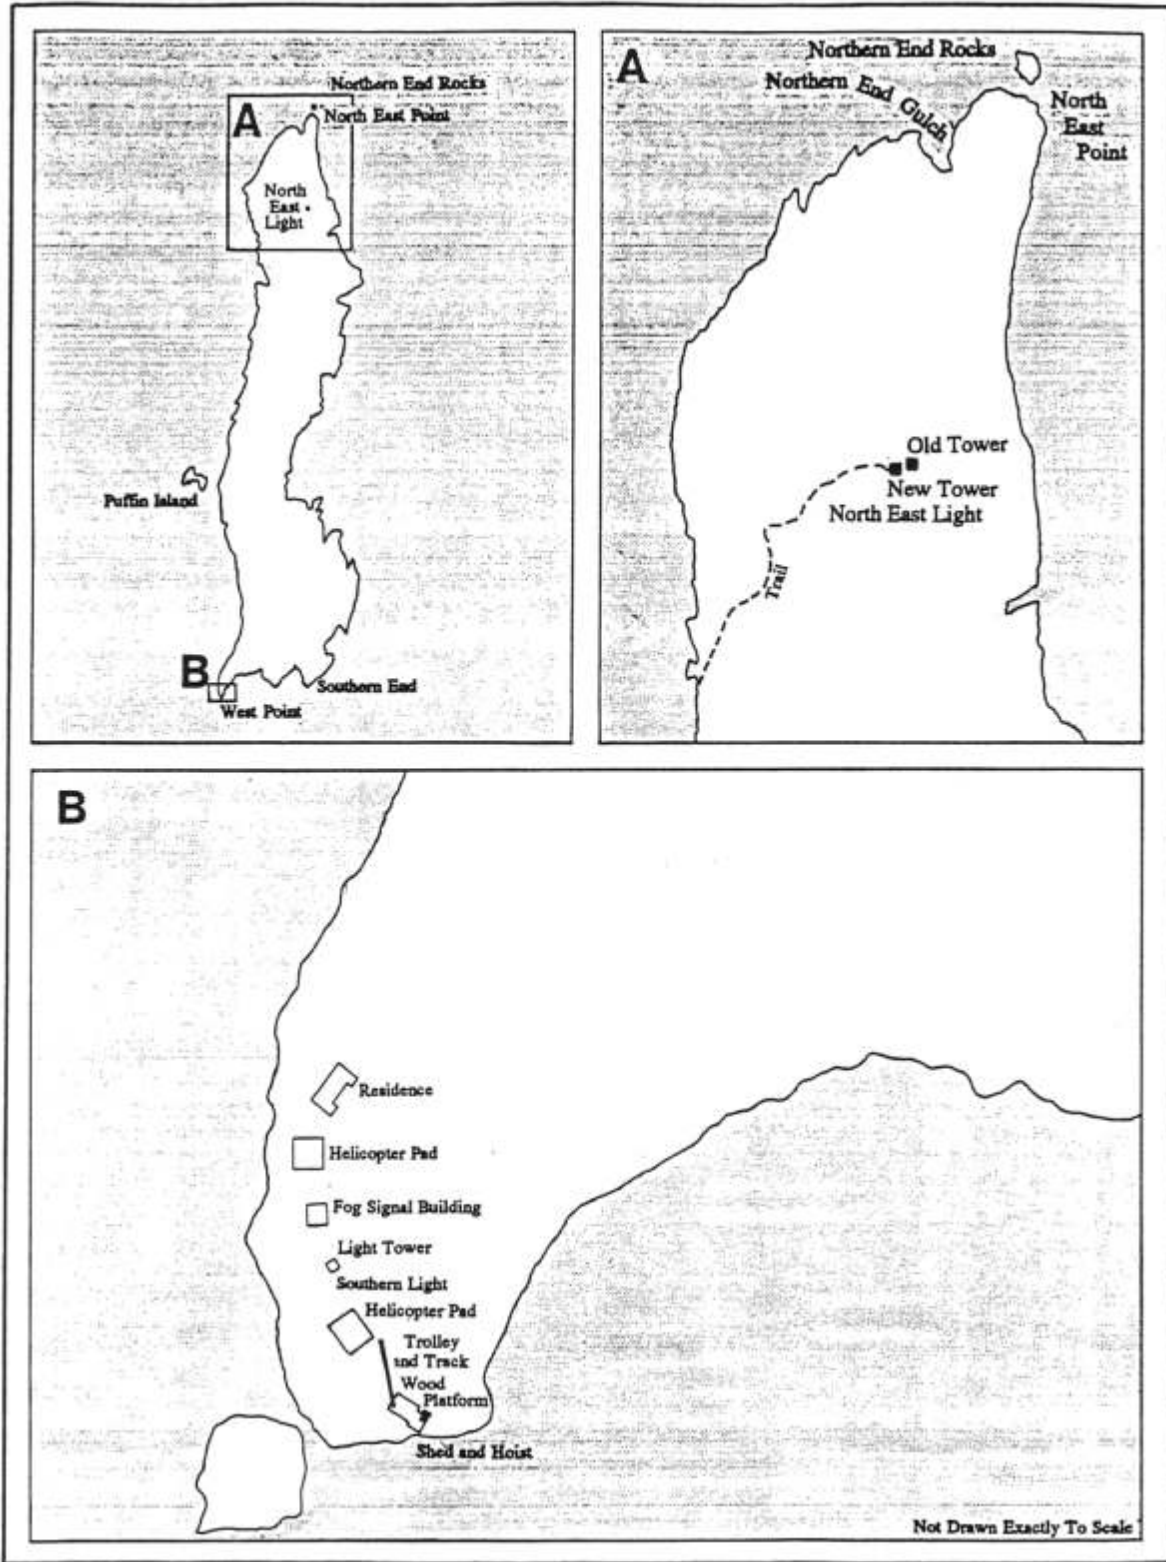 A
Northern End Rocks
North East Point
North
East
Light
Puffin Island
B
Southern End
West Point
A
Northern End Rocks
Northern End Gulch
North
East
Point
Old Tower
New Tower
North East Light
Trail
B
Residence
Helicopter Pad
Fog Signal Building
Light Tower
Southern Light
Helicopter Pad
Trolley
and Track
Wood
Platform
Shed and Hoist
Not Drawn Exactly To Scale